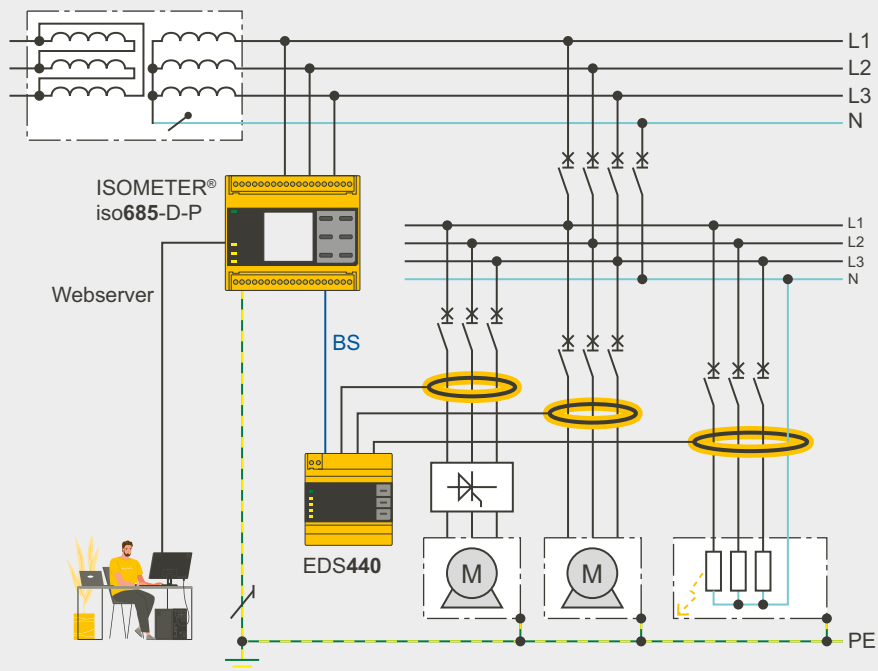 L1
L2
L3
N
ISOMETER®
iso685-D-P
L1
L2
L3
N
Webserver
BS
EDS440
M
M
PE